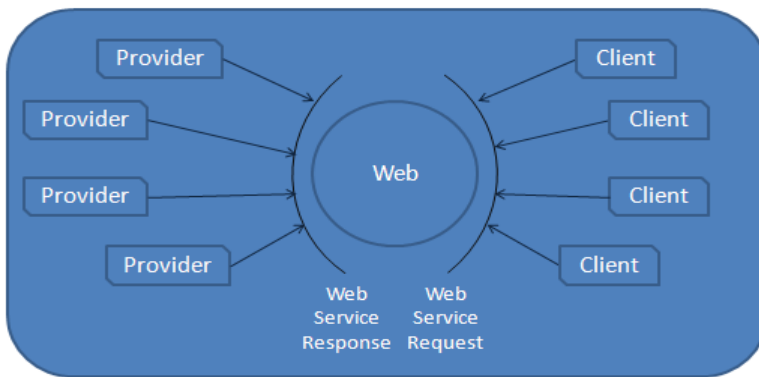 Provider
Client
Provider
Client
Web
Provider
Client
Provider
Client
Web
Service
Response
Web
Service
Request